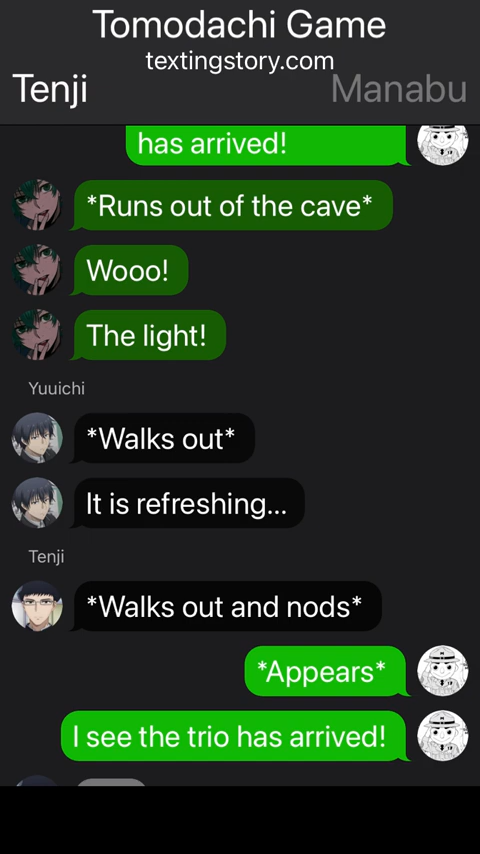 Tomodachi Game
textingstory.com
Tenji
Manabu
has arrived!
*Runs out of the cave*
Wooo!
The light!
Yuuichi
*Walks out*
It is refreshing...
Tenji
*Walks out and nods*
*Appears*
I see the trio has arrived!